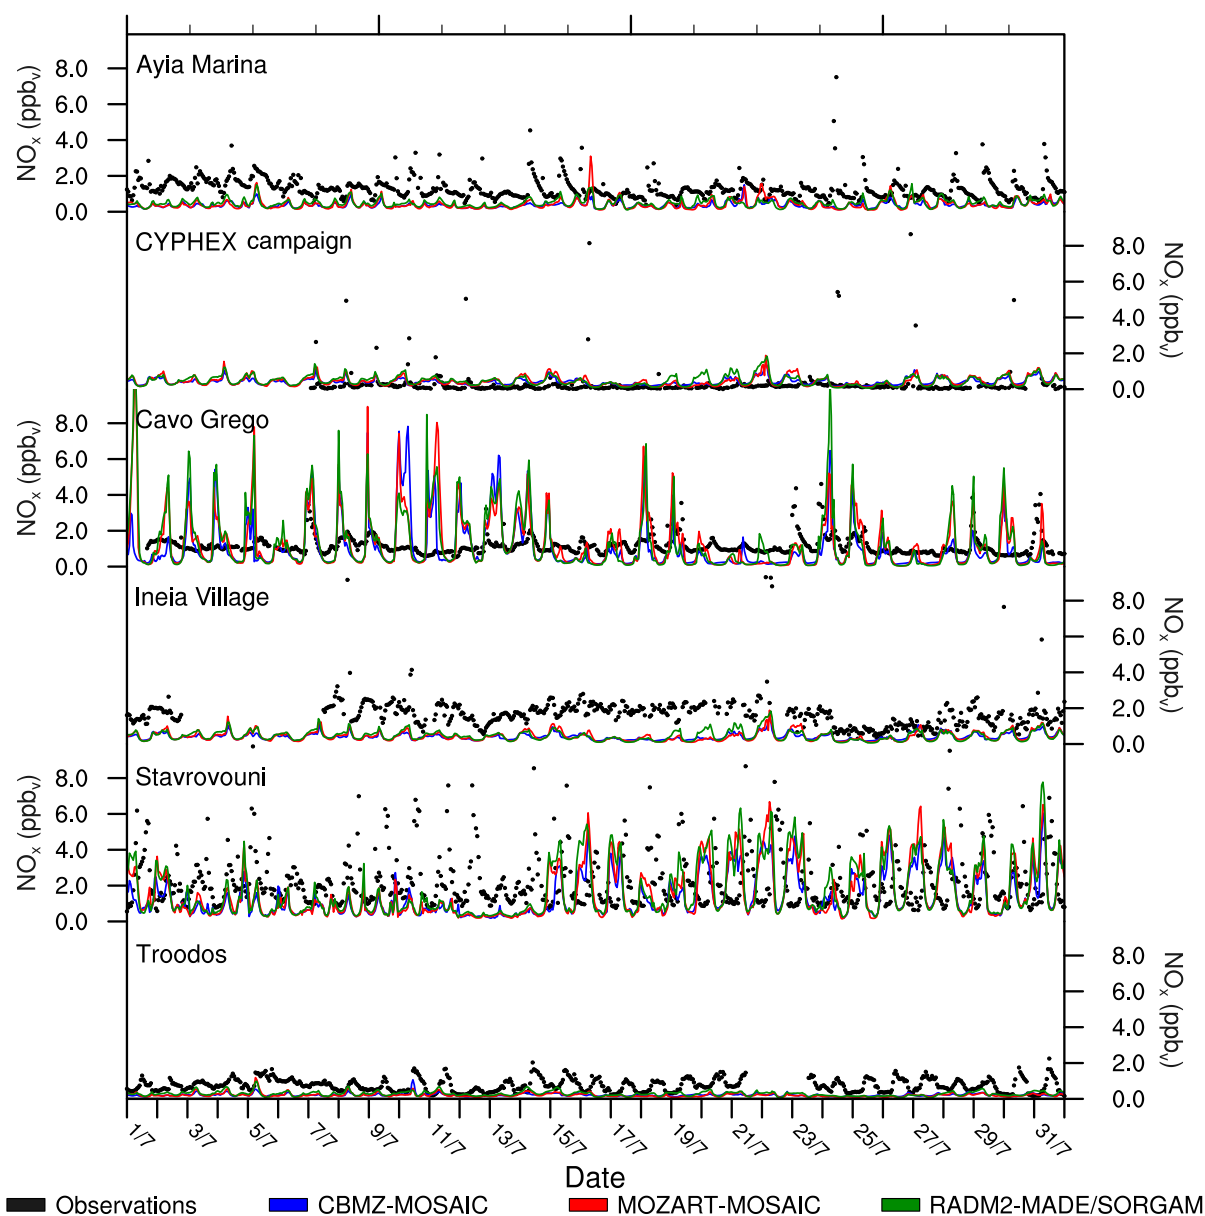 Ayia Marina
NOx (ppbv)
8.0
6.0
4.0
2.0
0.0
CYPHEX campaign
NOx (ppbv)
8.0
6.0
4.0
2.0
0.0
Cavo Grego
NOx (ppbv)
8.0
6.0
4.0
2.0
0.0
Ineia Village
NOx (ppbv)
8.0
6.0
4.0
2.0
0.0
Stavrovouni
NOx (ppbv)
8.0
6.0
4.0
2.0
0.0
Troodos
NOx (ppbv)
8.0
6.0
4.0
2.0
0.0
1/7 3/7 5/7 7/7 9/7 11/7 13/7 15/7 17/7 19/7 21/7 23/7 25/7 27/7 29/7 31/7
Date
Observations CBMZ-MOSAIC MOZART-MOSAIC RADM2-MADE/SORGAM